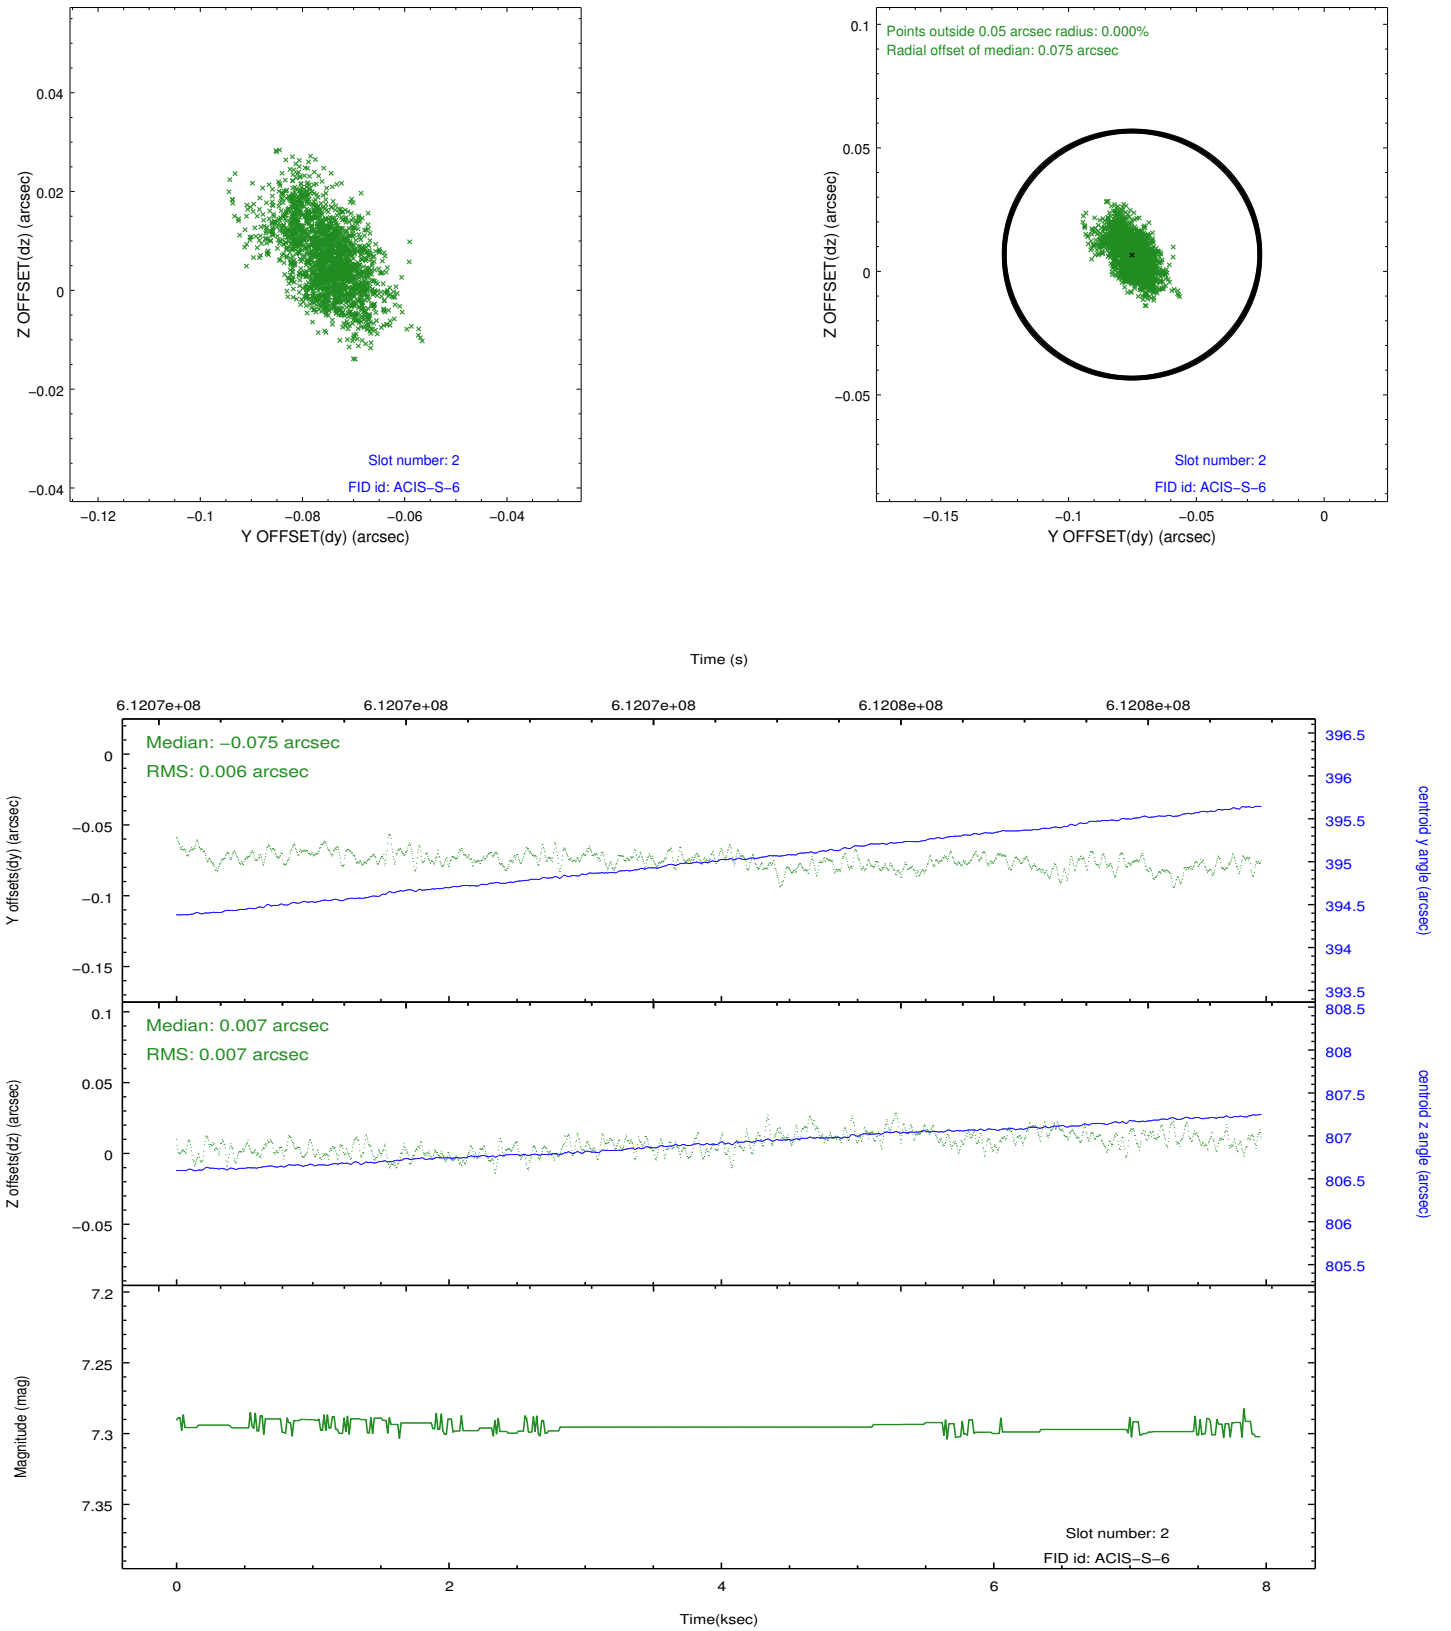 0.04
0.02
0
−0.02
−0.04
Z OFFSET(dz) (arcsec)
Slot number: 2
FID id: ACIS−S−6
−0.12 −0.1 −0.08 −0.06 −0.04
Y OFFSET(dy) (arcsec)
Points outside 0.05 arcsec radius: 0.000%
Radial offset of median: 0.075 arcsec
0.1
0.05
0
−0.05
Z OFFSET(dz) (arcsec)
Slot number: 2
FID id: ACIS−S−6
−0.15 −0.1 −0.05 0
Y OFFSET(dy) (arcsec)
Time (s)
6.1207e+08 6.1207e+08 6.1207e+08 6.1208e+08 6.1208e+08
Median: −0.075 arcsec
RMS: 0.006 arcsec
0
−0.05
−0.1
−0.15
Y offsets(dy) (arcsec)
396.5
396
395.5
395
394.5
394
393.5
centroid y angle (arcsec)
Median: 0.007 arcsec
RMS: 0.007 arcsec
0.1
0.05
0
−0.05
Z offsets(dz) (arcsec)
808.5
808
807.5
807
806.5
806
805.5
centroid z angle (arcsec)
7.2
7.25
7.3
7.35
Magnitude (mag)
Slot number: 2
FID id: ACIS−S−6
0 2 4 6 8
Time(ksec)